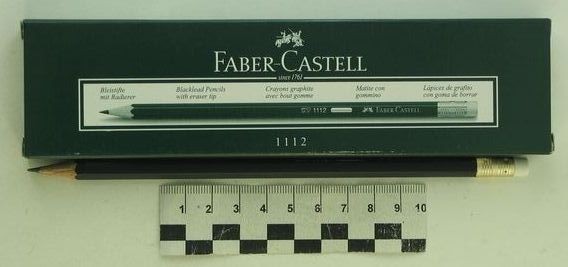 FABER-CASTELL
since 1761
Bleistifte
mit Radierer
Blacklead Pencils
with eraser tip
Crayons graphite
avec bout gomme
Matite con
gommino
Lápices de grafito
con goma de borrar
1112 FABER CASTELL
1112
1 2 3 4 5 6 7 8 9 10